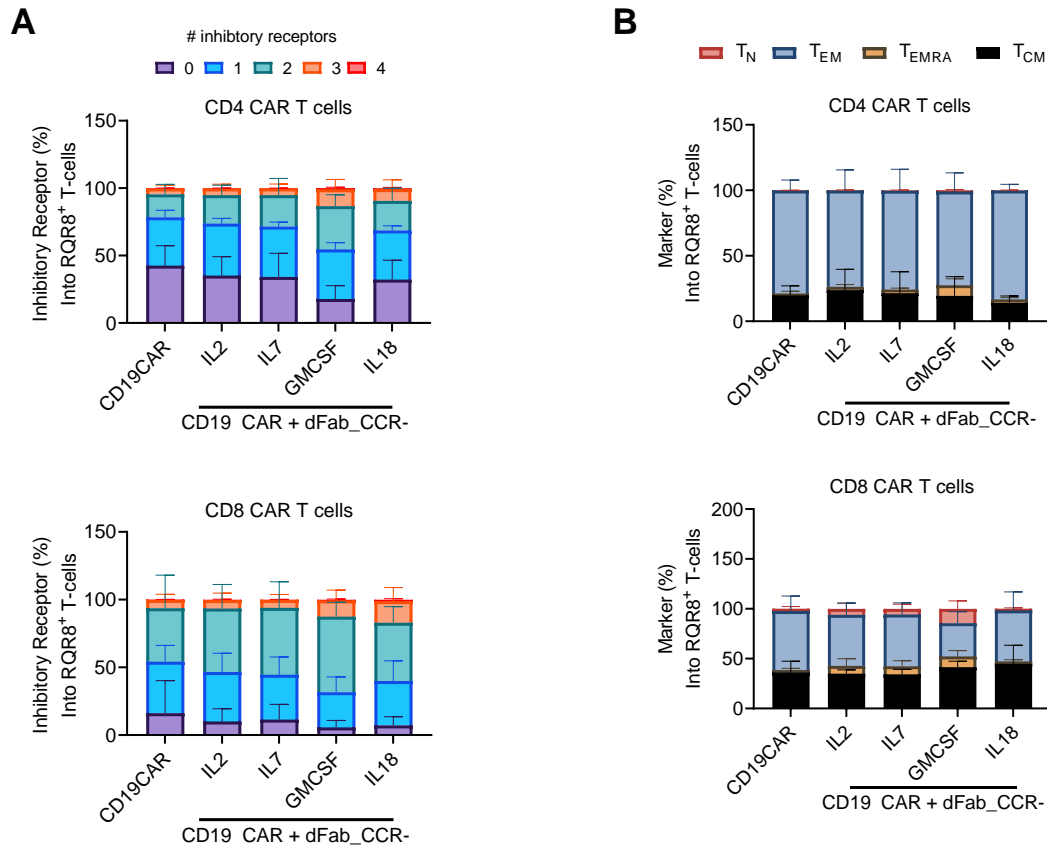 A
# inhibtory receptors
0 1 2 3 4
CD4 CAR T cells
Inhibitory Receptor (%)
Into RQR8⁺ T-cells
150
100
50
0
CD19CAR
IL2
IL7
GMCSF
IL18
CD19 CAR + dFab_CCR-
CD8 CAR T cells
Inhibitory Receptor (%)
Into RQR8⁺ T-cells
150
100
50
0
CD19CAR
IL2
IL7
GMCSF
IL18
CD19 CAR + dFab_CCR-
B
T_N T_EM T_EMRA T_CM
CD4 CAR T cells
Marker (%)
Into RQR8⁺ T-cells
150
100
50
0
CD19CAR
IL2
IL7
GMCSF
IL18
CD19 CAR + dFab_CCR-
CD8 CAR T cells
Marker (%)
Into RQR8⁺ T-cells
200
150
100
50
0
CD19CAR
IL2
IL7
GMCSF
IL18
CD19 CAR + dFab_CCR-